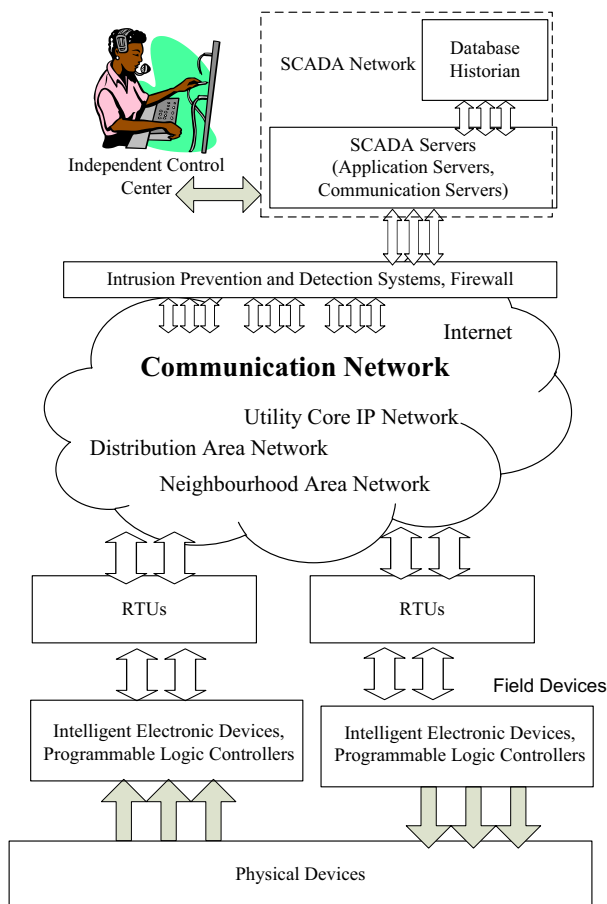 Database
Historian
SCADA Network
SCADA Servers
(Application Servers,
Communication Servers)
Independent Control
Center
Intrusion Prevention and Detection Systems, Firewall
Internet
Communication Network
Utility Core IP Network
Distribution Area Network
Neighbourhood Area Network
RTUs
RTUs
Field Devices
Intelligent Electronic Devices,
Programmable Logic Controllers
Intelligent Electronic Devices,
Programmable Logic Controllers
Physical Devices